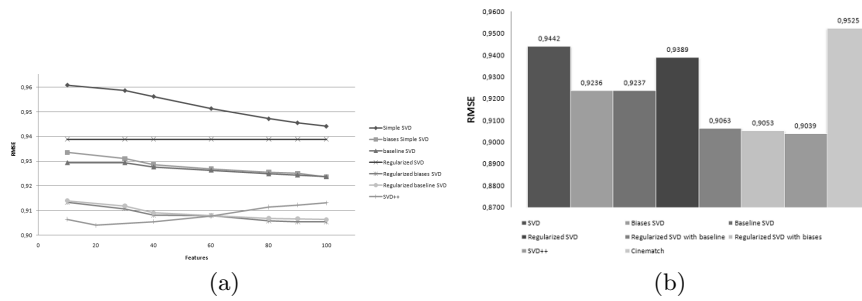 0,96
0,95
0,94
0,93
0,92
0,91
0,90
RMSE
0 20 40 60 80 100
Features
Simple SVD
biases Simple SVD
baseline SVD
Regularized SVD
Regularized biases SVD
Regularized baseline SVD
SVD++
(a)
0,9600
0,9500
0,9400
0,9300
0,9200
0,9100
0,9000
0,8900
0,8800
0,8700
RMSE
0,9442
0,9236
0,9237
0,9389
0,9063
0,9053
0,9039
0,9525
SVD Biases SVD Baseline SVD
Regularized SVD Regularized SVD with baseline Regularized SVD with biases
SVD++ Cinematch
(b)